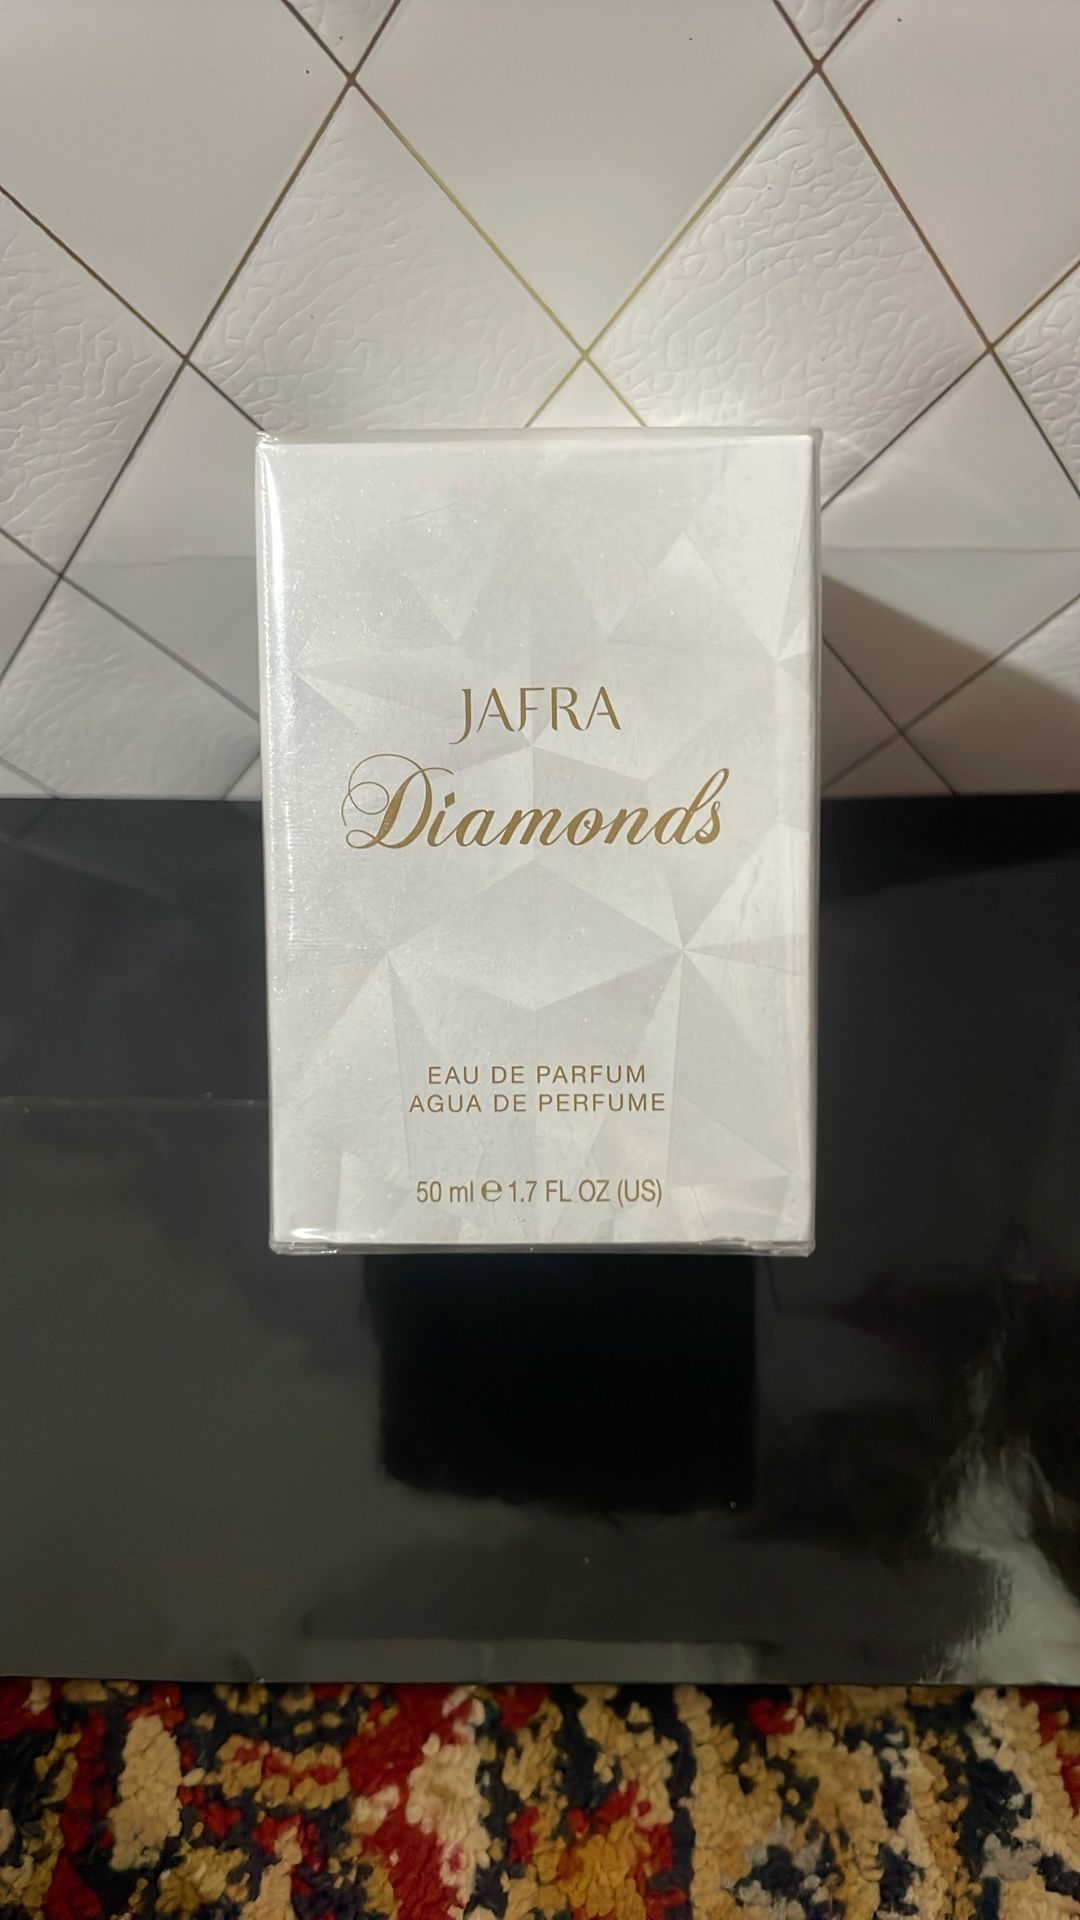 JAFRA
Diamonds
EAU DE PARFUM
AGUA DE PERFUME
50 ml ℮ 1.7 FL OZ (US)